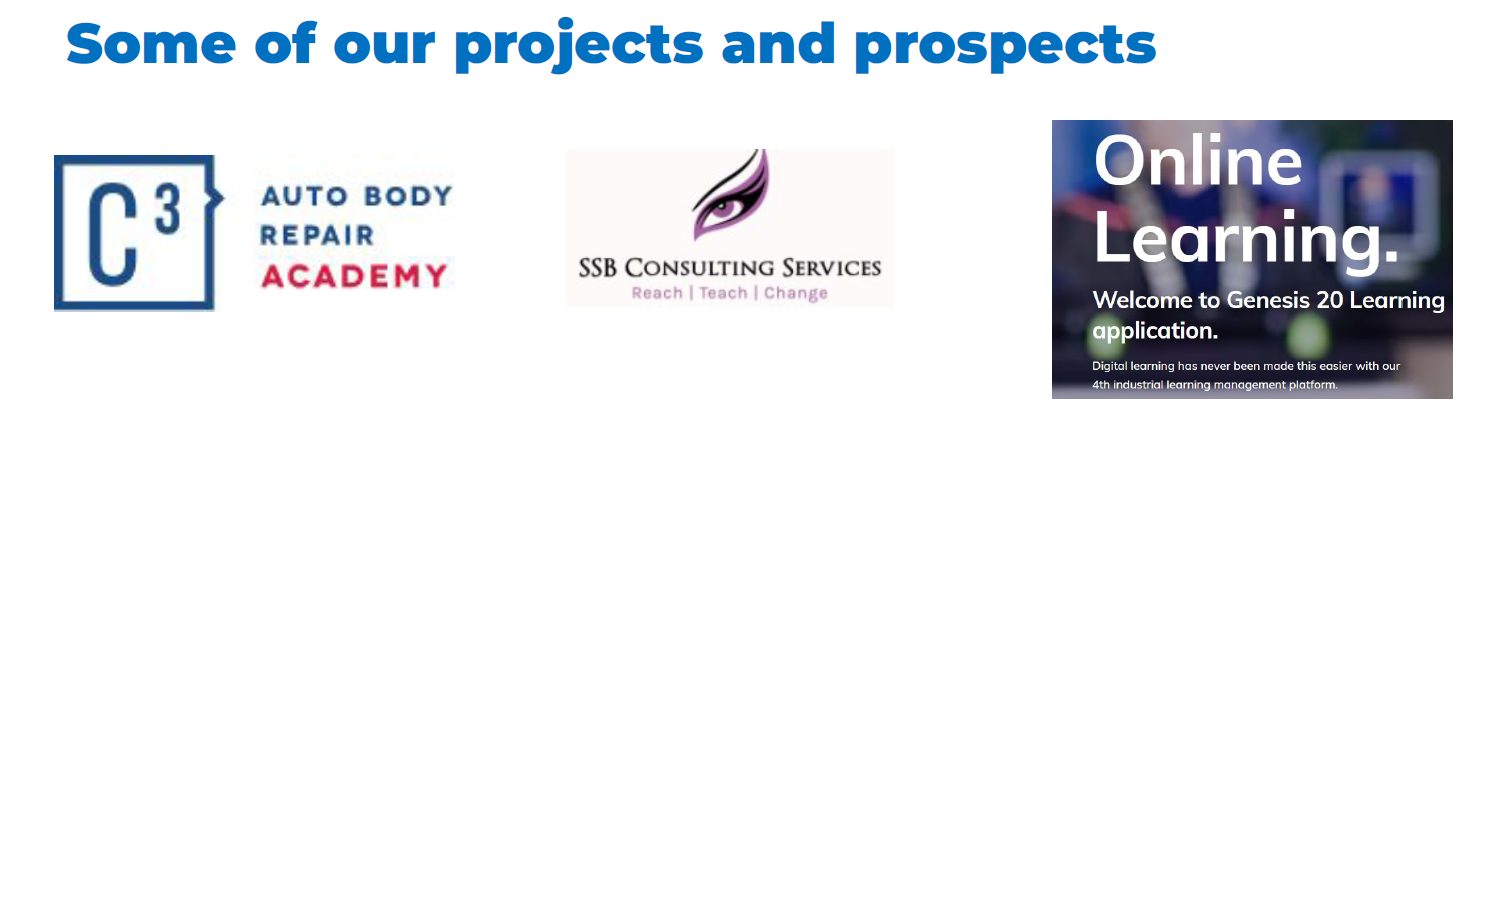 Some of our projects and prospects
C3
AUTO BODY
REPAIR
ACADEMY
SSB CONSULTING SERVICES
Reach | Teach | Change
Online
Learning.
Welcome to Genesis 20 Learning
application.
Digital learning has never been made this easier with our
4th industrial learning management platform.